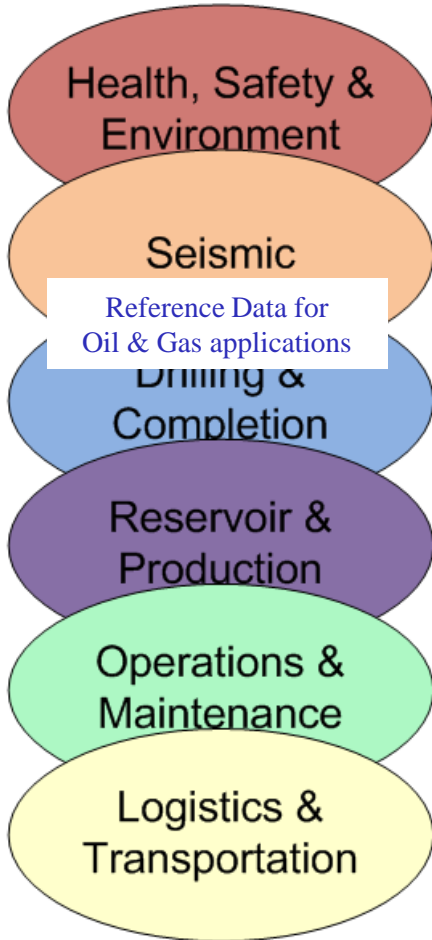 Health, Safety &
Environment
Seismic
Reference Data for
Oil & Gas applications
Drilling &
Completion
Reservoir &
Production
Operations &
Maintenance
Logistics &
Transportation